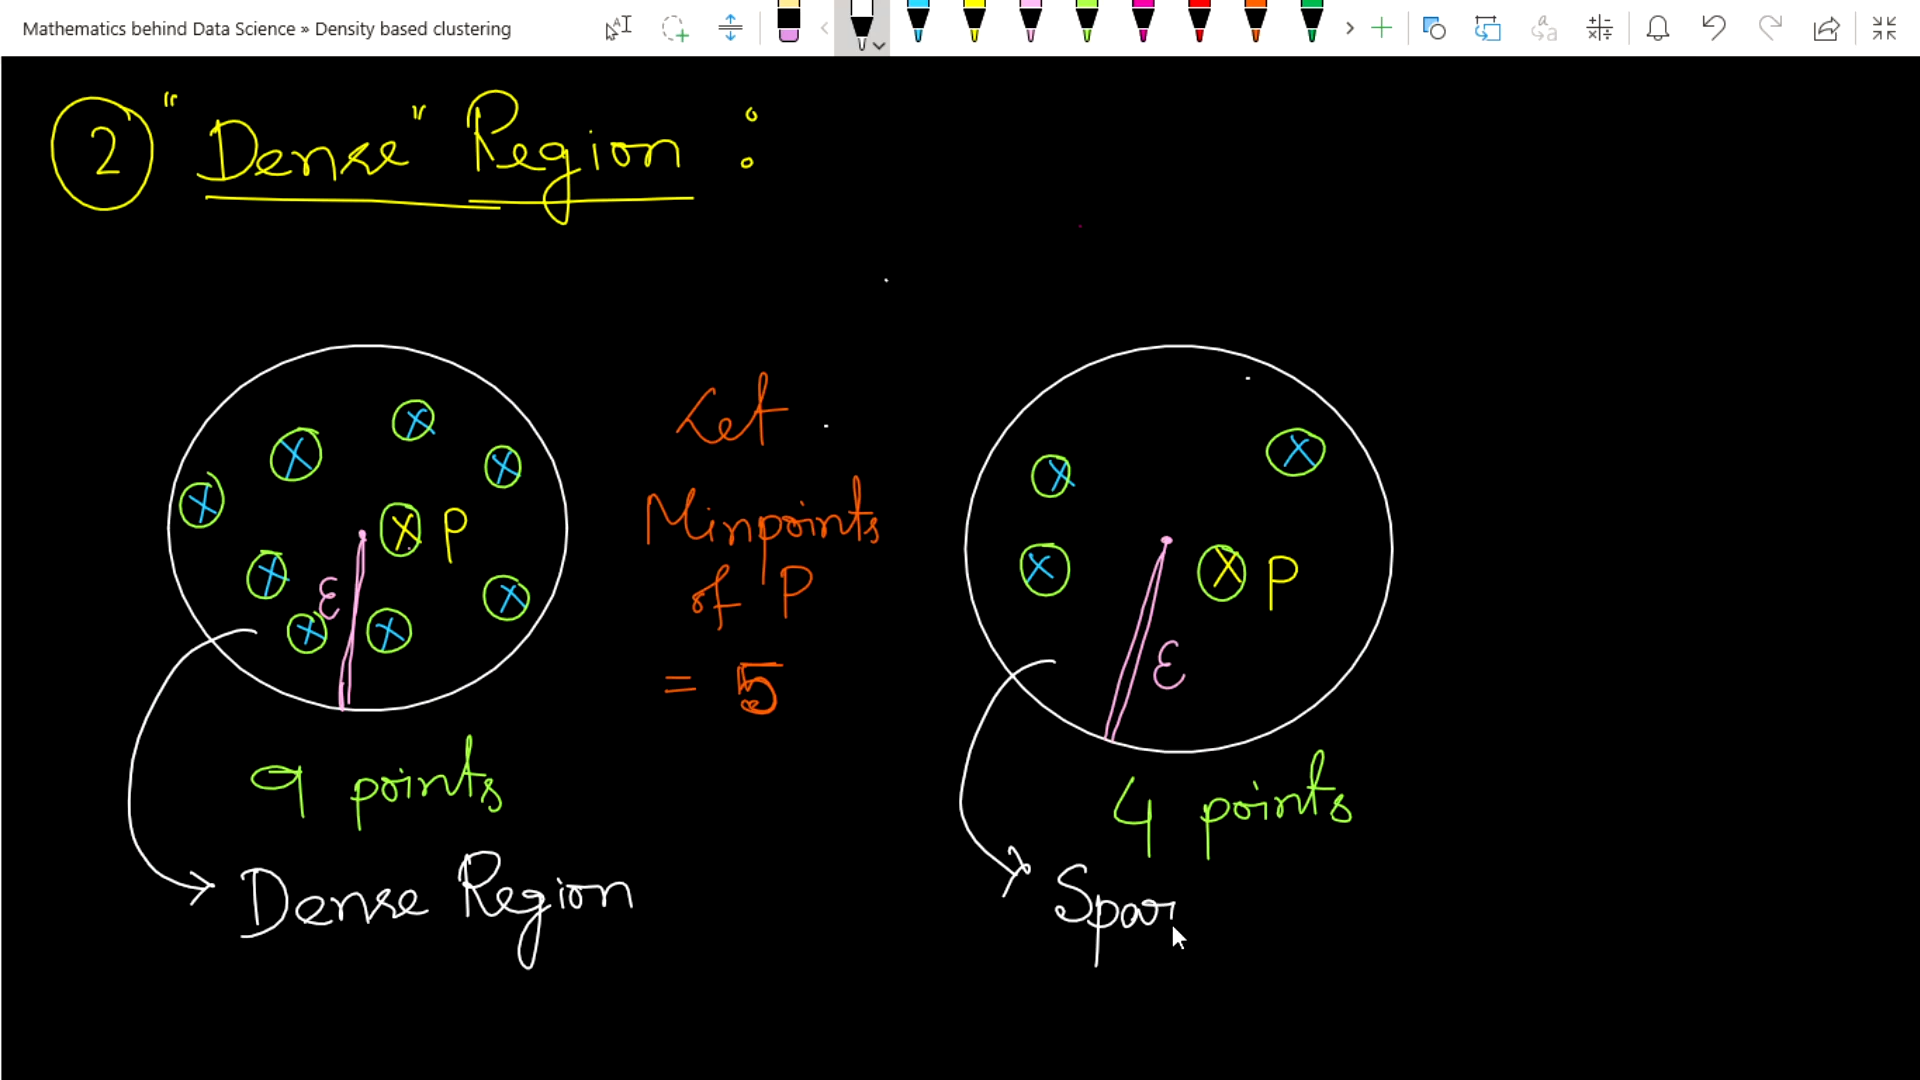 Mathematics behind Data Science » Density based clustering
2 "Dense" Region :
Let
Minpoints
of P
= 5
P
ε
P
ε
9 points
4 points
Dense Region
Spar